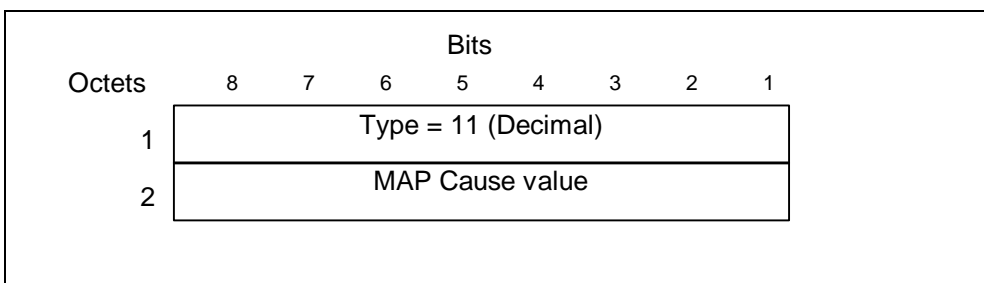 Bits
Octets 8 7 6 5 4 3 2 1
1 Type = 11 (Decimal)
2 MAP Cause value